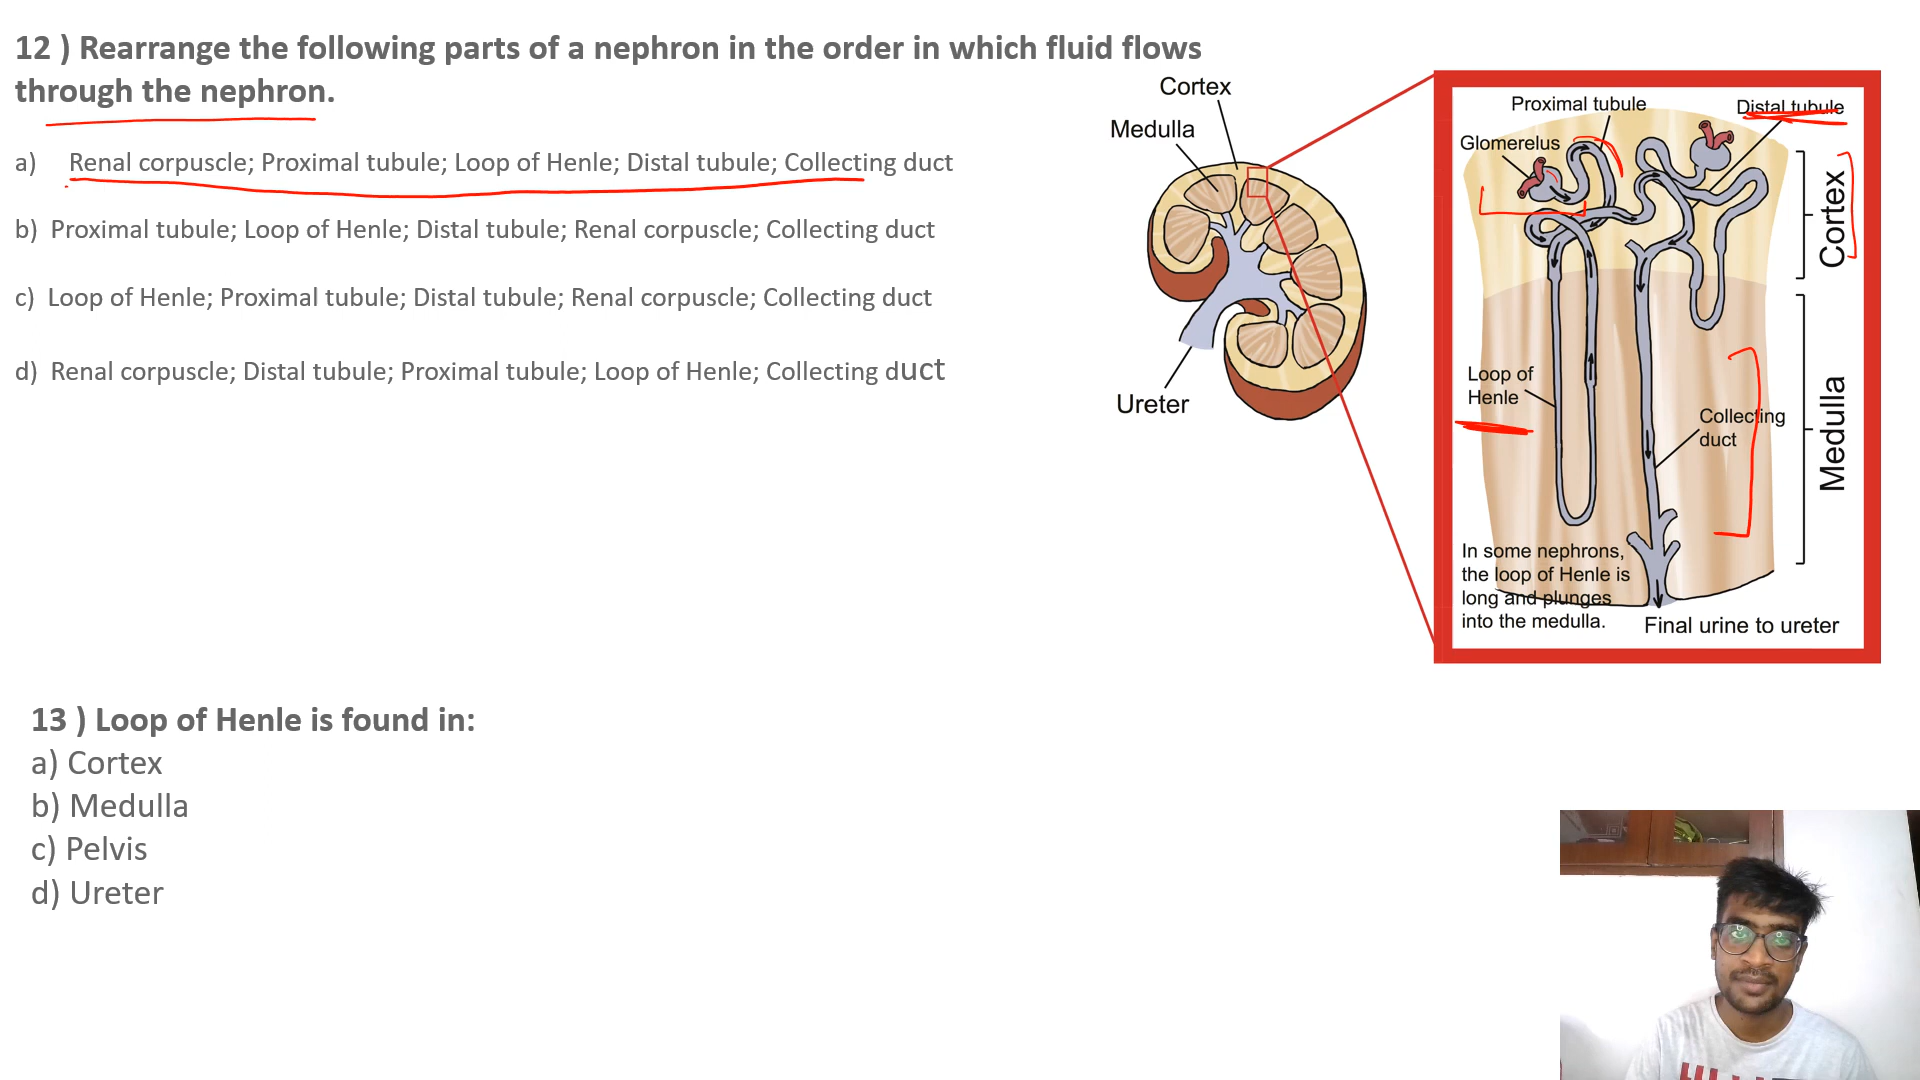 12 ) Rearrange the following parts of a nephron in the order in which fluid flows
through the nephron.
a) Renal corpuscle; Proximal tubule; Loop of Henle; Distal tubule; Collecting duct
b) Proximal tubule; Loop of Henle; Distal tubule; Renal corpuscle; Collecting duct
c) Loop of Henle; Proximal tubule; Distal tubule; Renal corpuscle; Collecting duct
d) Renal corpuscle; Distal tubule; Proximal tubule; Loop of Henle; Collecting duct
Cortex
Medulla
Ureter
Proximal tubule
Distal tubule
Glomerelus
Cortex
Loop of
Henle
Collecting
duct
Medulla
In some nephrons,
the loop of Henle is
long and plunges
into the medulla.
Final urine to ureter
13 ) Loop of Henle is found in:
a) Cortex
b) Medulla
c) Pelvis
d) Ureter